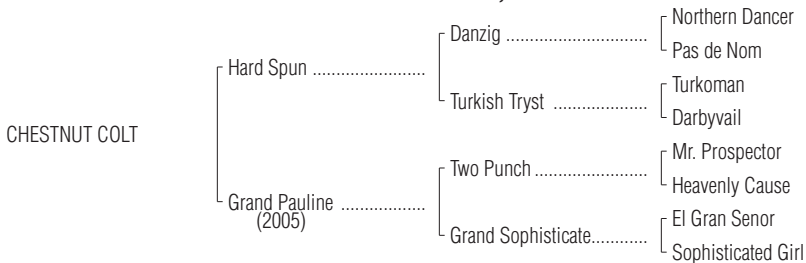 Northern Dancer
Danzig ..............................
Pas de Nom
Hard Spun ........................
Turkoman
Turkish Tryst ....................
Darbyvail
CHESTNUT COLT
Mr. Prospector
Two Punch ........................
Heavenly Cause
Grand Pauline ..................
(2005)
El Gran Senor
Grand Sophisticate............
Sophisticated Girl